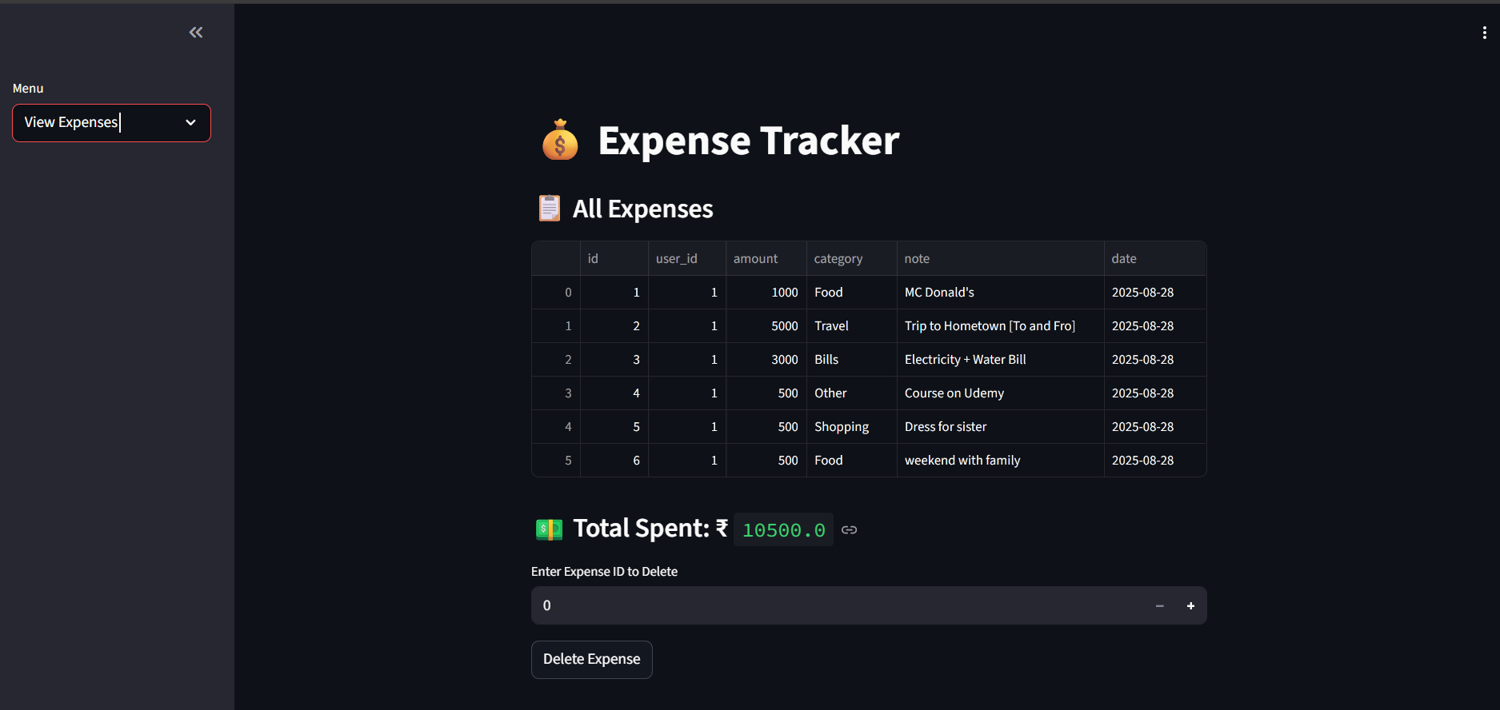 Menu
View Expenses
💰 Expense Tracker
📋 All Expenses
id user_id amount category note date
0 1 1 1000 Food MC Donald's 2025-08-28
1 2 1 5000 Travel Trip to Hometown [To and Fro] 2025-08-28
2 3 1 3000 Bills Electricity + Water Bill 2025-08-28
3 4 1 500 Other Course on Udemy 2025-08-28
4 5 1 500 Shopping Dress for sister 2025-08-28
5 6 1 500 Food weekend with family 2025-08-28
💵 Total Spent: ₹ 10500.0
Enter Expense ID to Delete
0 − +
Delete Expense